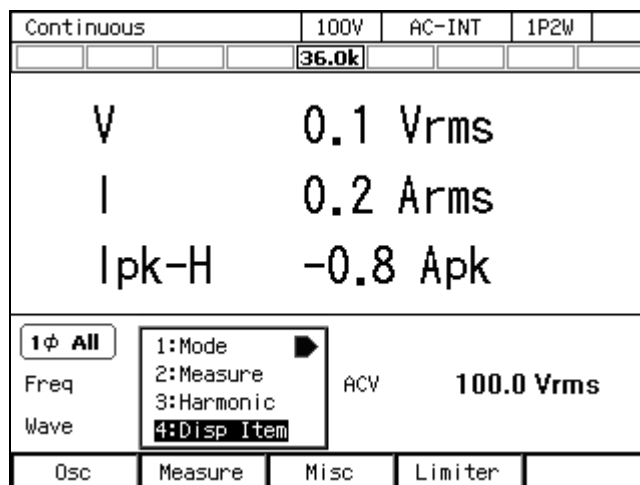 Continuous 100V AC-INT 1P2W
36.0k
V 0.1 Vrms
I 0.2 Arms
Ipk-H -0.8 Apk
1ϕ All
1:Mode
2:Measure
3:Harmonic
4:Disp Item
Freq
Wave
ACV 100.0 Vrms
Osc Measure Misc Limiter